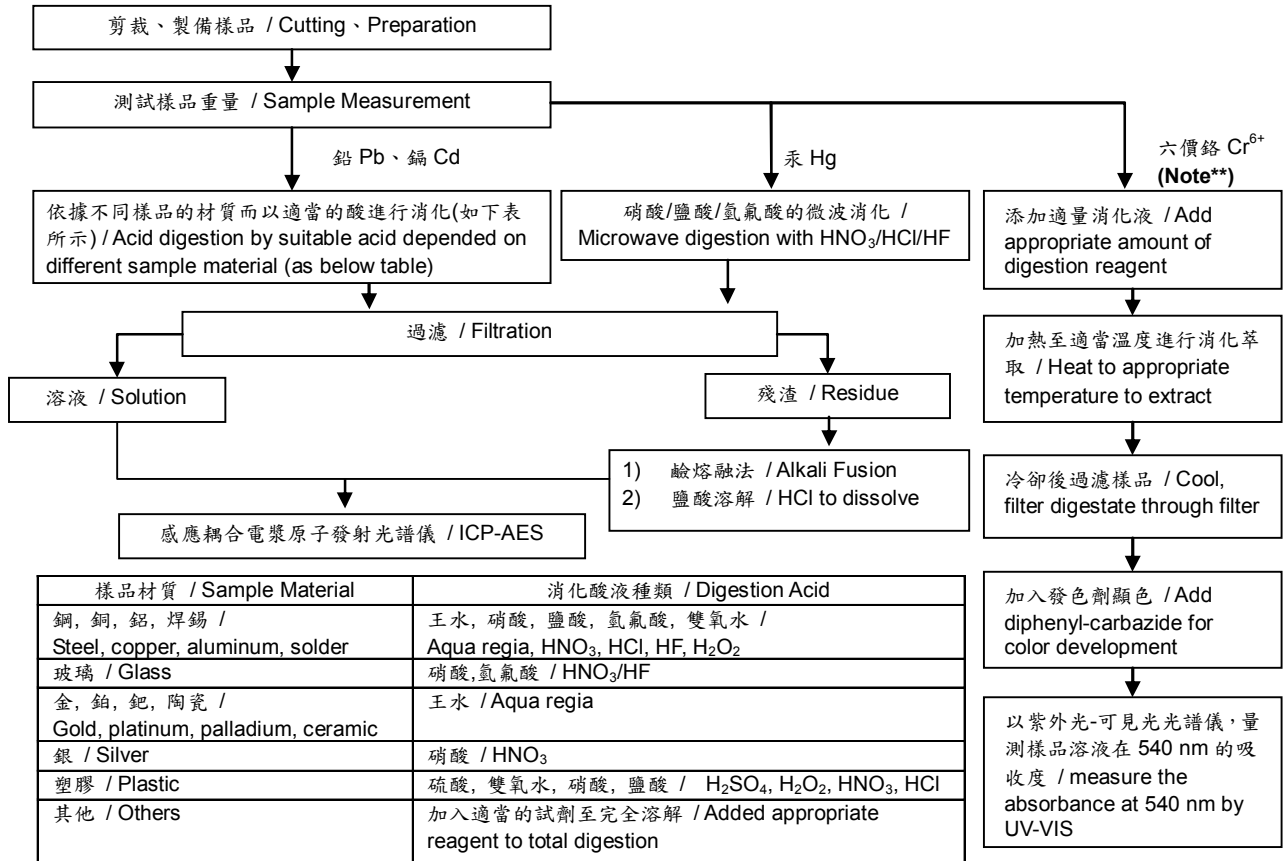 剪裁、製備樣品 / Cutting、Preparation
測試樣品重量 / Sample Measurement
鉛 Pb、鎘 Cd
汞 Hg
六價鉻 Cr⁶⁺
(Note**)
依據不同樣品的材質而以適當的酸進行消化(如下表
所示) / Acid digestion by suitable acid depended on
different sample material (as below table)
硝酸/鹽酸/氫氟酸的微波消化 /
Microwave digestion with HNO₃/HCl/HF
添加適量消化液 / Add
appropriate amount of
digestion reagent
過濾 / Filtration
加熱至適當溫度進行消化萃
取 / Heat to appropriate
temperature to extract
溶液 / Solution
殘渣 / Residue
1) 鹼熔融法 / Alkali Fusion
2) 鹽酸溶解 / HCl to dissolve
冷卻後過濾樣品 / Cool,
filter digestate through filter
感應耦合電漿原子發射光譜儀 / ICP-AES
加入發色劑顯色 / Add
diphenyl-carbazide for
color development
以紫外光-可見光光譜儀，量
測樣品溶液在 540 nm 的吸
收度 / measure the
absorbance at 540 nm by
UV-VIS
樣品材質 / Sample Material 消化酸液種類 / Digestion Acid
鋼, 銅, 鋁, 焊錫 / 王水, 硝酸, 鹽酸, 氫氟酸, 雙氧水 /
Steel, copper, aluminum, solder Aqua regia, HNO₃, HCl, HF, H₂O₂
玻璃 / Glass 硝酸,氫氟酸 / HNO₃/HF
金, 鉑, 鈀, 陶瓷 / 王水 / Aqua regia
Gold, platinum, palladium, ceramic
銀 / Silver 硝酸 / HNO₃
塑膠 / Plastic 硫酸, 雙氧水, 硝酸, 鹽酸 / H₂SO₄, H₂O₂, HNO₃, HCl
其他 / Others 加入適當的試劑至完全溶解 / Added appropriate
reagent to total digestion